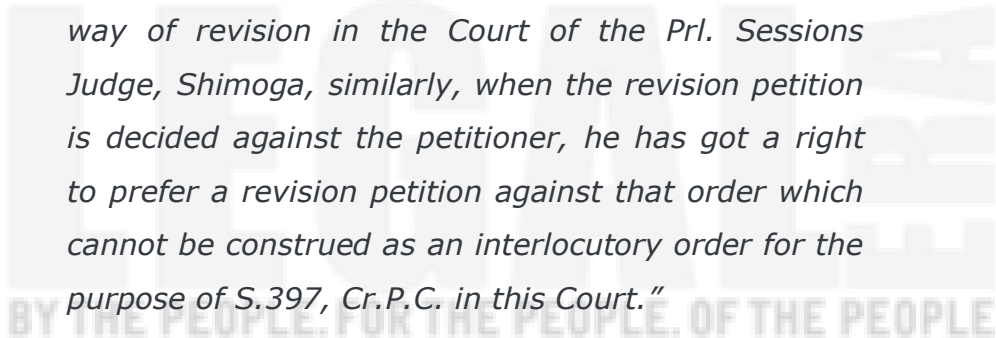 way of revision in the Court of the Prl. Sessions
Judge, Shimoga, similarly, when the revision petition
is decided against the petitioner, he has got a right
to prefer a revision petition against that order which
cannot be construed as an interlocutory order for the
purpose of S.397, Cr.P.C. in this Court.”
LEGAL ERA
BY THE PEOPLE. FOR THE PEOPLE. OF THE PEOPLE